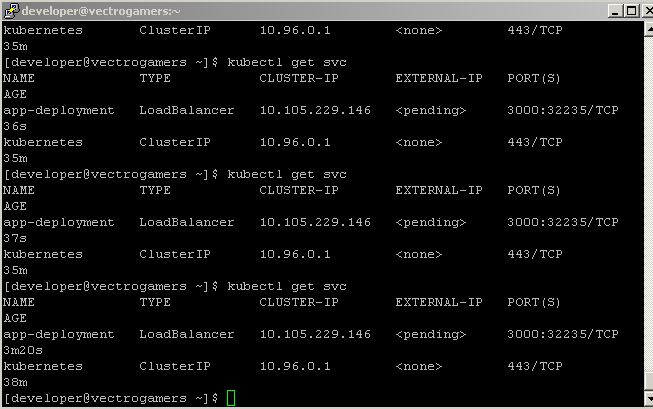 developer@vectrogamers:~
kubernetes ClusterIP 10.96.0.1 <none> 443/TCP
35m
[developer@vectrogamers ~]$ kubectl get svc
NAME TYPE CLUSTER-IP EXTERNAL-IP PORT(S)
AGE
app-deployment LoadBalancer 10.105.229.146 <pending> 3000:32235/TCP
36s
kubernetes ClusterIP 10.96.0.1 <none> 443/TCP
35m
[developer@vectrogamers ~]$ kubectl get svc
NAME TYPE CLUSTER-IP EXTERNAL-IP PORT(S)
AGE
app-deployment LoadBalancer 10.105.229.146 <pending> 3000:32235/TCP
37s
kubernetes ClusterIP 10.96.0.1 <none> 443/TCP
35m
[developer@vectrogamers ~]$ kubectl get svc
NAME TYPE CLUSTER-IP EXTERNAL-IP PORT(S)
AGE
app-deployment LoadBalancer 10.105.229.146 <pending> 3000:32235/TCP
3m20s
kubernetes ClusterIP 10.96.0.1 <none> 443/TCP
38m
[developer@vectrogamers ~]$